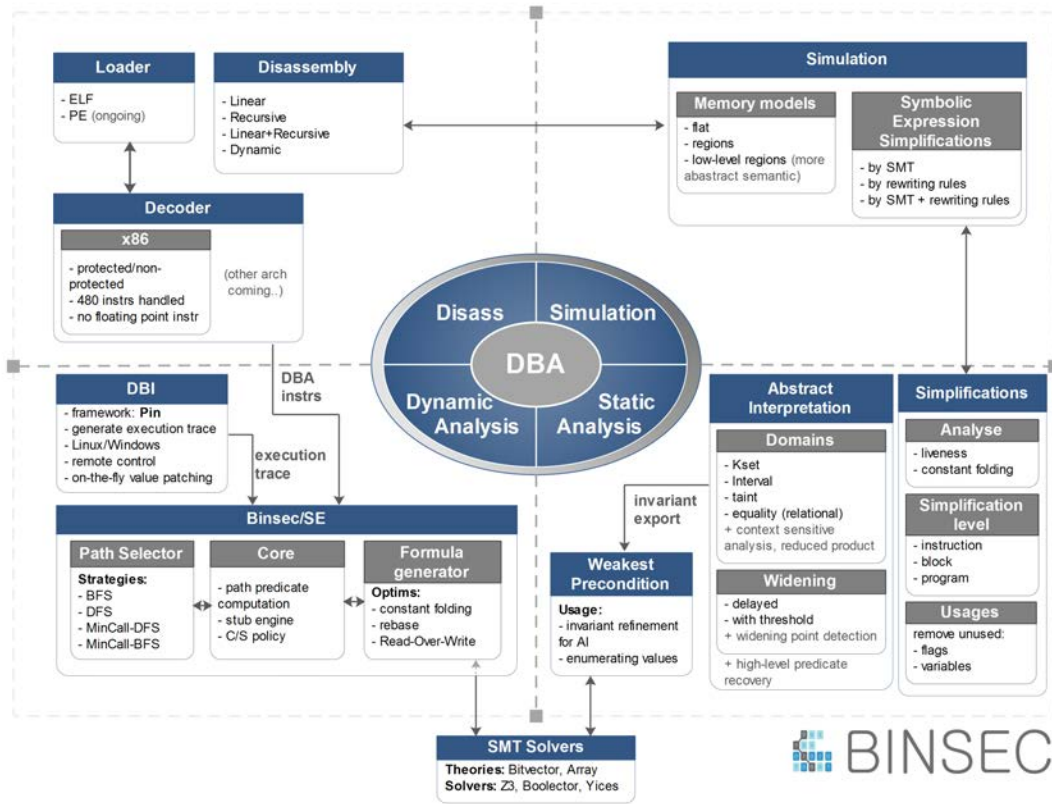 Loader
- ELF
- PE (ongoing)
Disassembly
- Linear
- Recursive
- Linear+Recursive
- Dynamic
Simulation
Memory models
- flat
- regions
- low-level regions (more
abastract semantic)
Symbolic
Expression
Simplifications
- by SMT
- by rewriting rules
- by SMT + rewriting rules
Decoder
x86
- protected/non-
protected
- 480 instrs handled
- no floating point instr
(other arch
coming..)
Disass
Simulation
DBA
Dynamic
Analysis
Static
Analysis
DBA
instrs
DBI
- framework: Pin
- generate execution trace
- Linux/Windows
- remote control
- on-the-fly value patching
execution
trace
Binsec/SE
Path Selector
Strategies:
- BFS
- DFS
- MinCall-DFS
- MinCall-BFS
Core
- path predicate
computation
- stub engine
- C/S policy
Formula
generator
Optims:
- constant folding
- rebase
- Read-Over-Write
invariant
export
Weakest
Precondition
Usage:
- invariant refinement
for AI
- enumerating values
Abstract
Interpretation
Domains
- Kset
- Interval
- taint
- equality (relational)
+ context sensitive
analysis, reduced product
Widening
- delayed
- with threshold
+ widening point detection
+ high-level predicate
recovery
Simplifications
Analyse
- liveness
- constant folding
Simplification
level
- instruction
- block
- program
Usages
remove unused:
- flags
- variables
SMT Solvers
Theories: Bitvector, Array
Solvers: Z3, Boolector, Yices
BINSEC